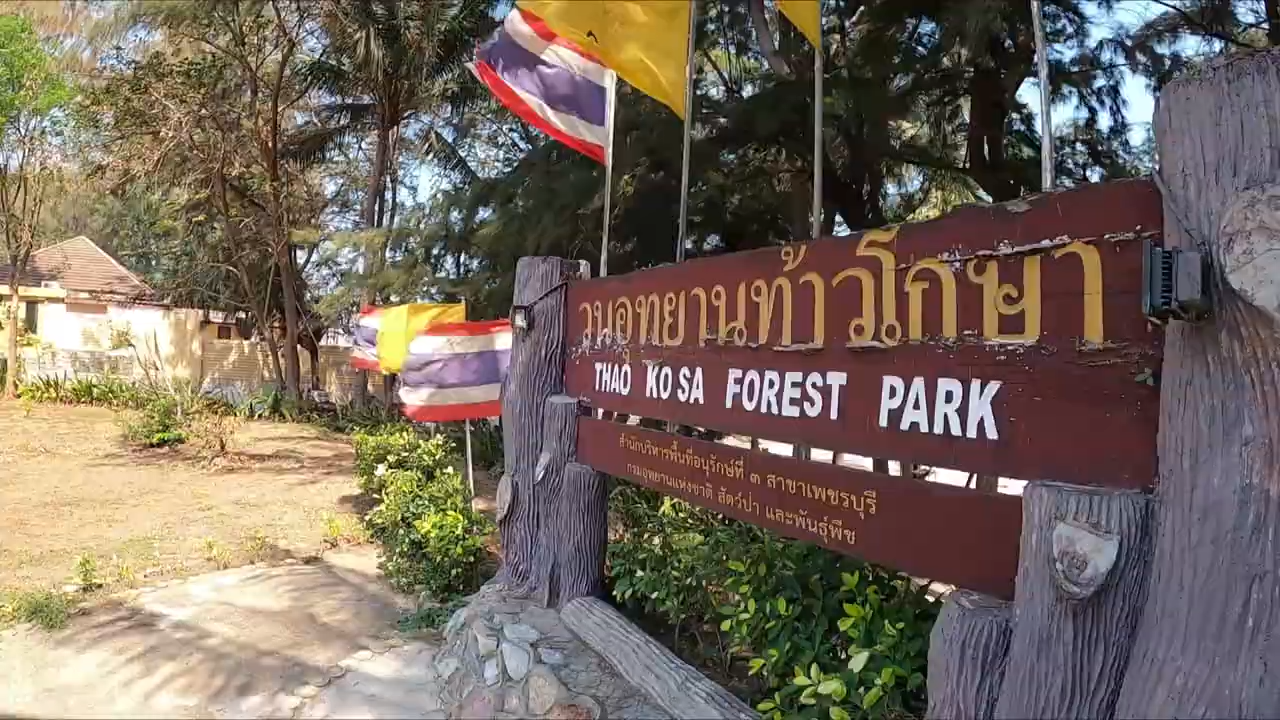 วนอุทยานท้าวโกษา
THAO KO SA FOREST PARK
สำนักบริหารพื้นที่อนุรักษ์ที่ ๓ สาขาเพชรบุรี
กรมอุทยานแห่งชาติ สัตว์ป่า และพันธุ์พืช